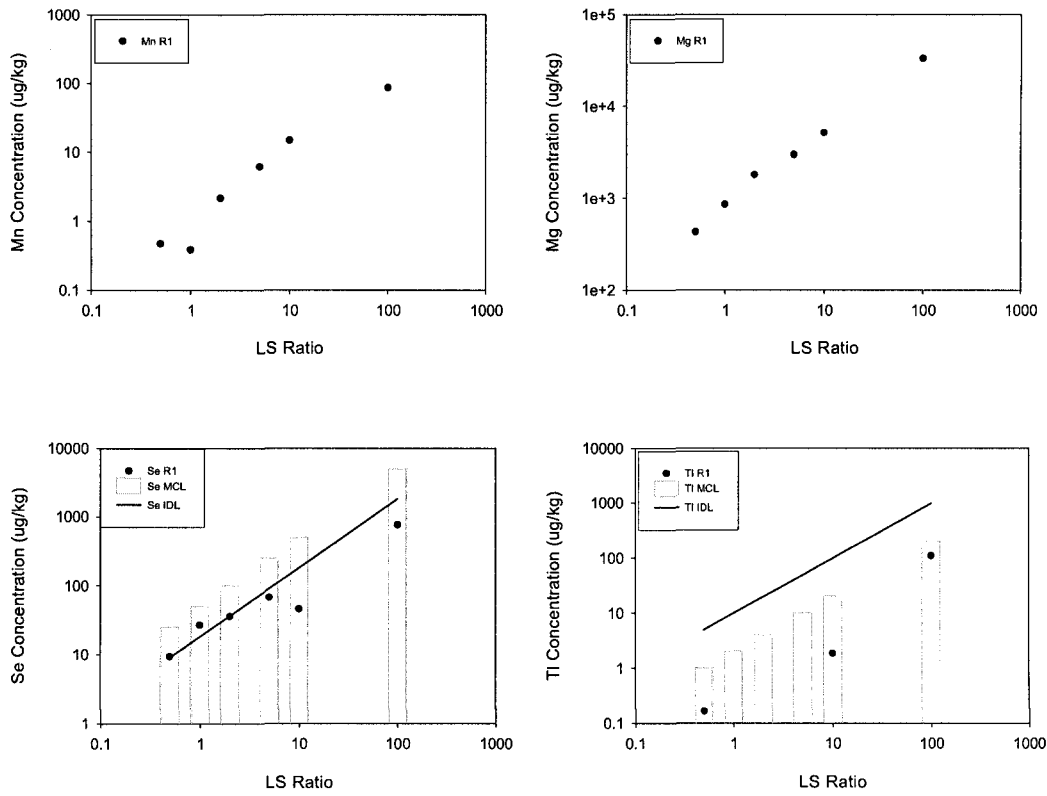 Mn Concentration (ug/kg)
1000
100
10
1
0.1
Mn R1
0.1 1 10 100 1000
LS Ratio
Mg Concentration (ug/kg)
1e+5
1e+4
1e+3
1e+2
Mg R1
0.1 1 10 100 1000
LS Ratio
Se Concentration (ug/kg)
10000
1000
100
10
1
Se R1
Se MCL
Se IDL
0.1 1 10 100 1000
LS Ratio
Tl Concentration (ug/kg)
10000
1000
100
10
1
0.1
Tl R1
Tl MCL
Tl IDL
0.1 1 10 100 1000
LS Ratio